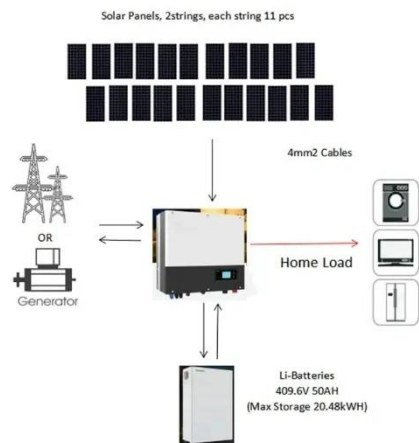 Solar Panels, 2strings, each string 11 pcs
4mm2 Cables
OR
Generator
Home Load
Li-Batteries
409.6V 50AH
(Max Storage 20.48kWH)